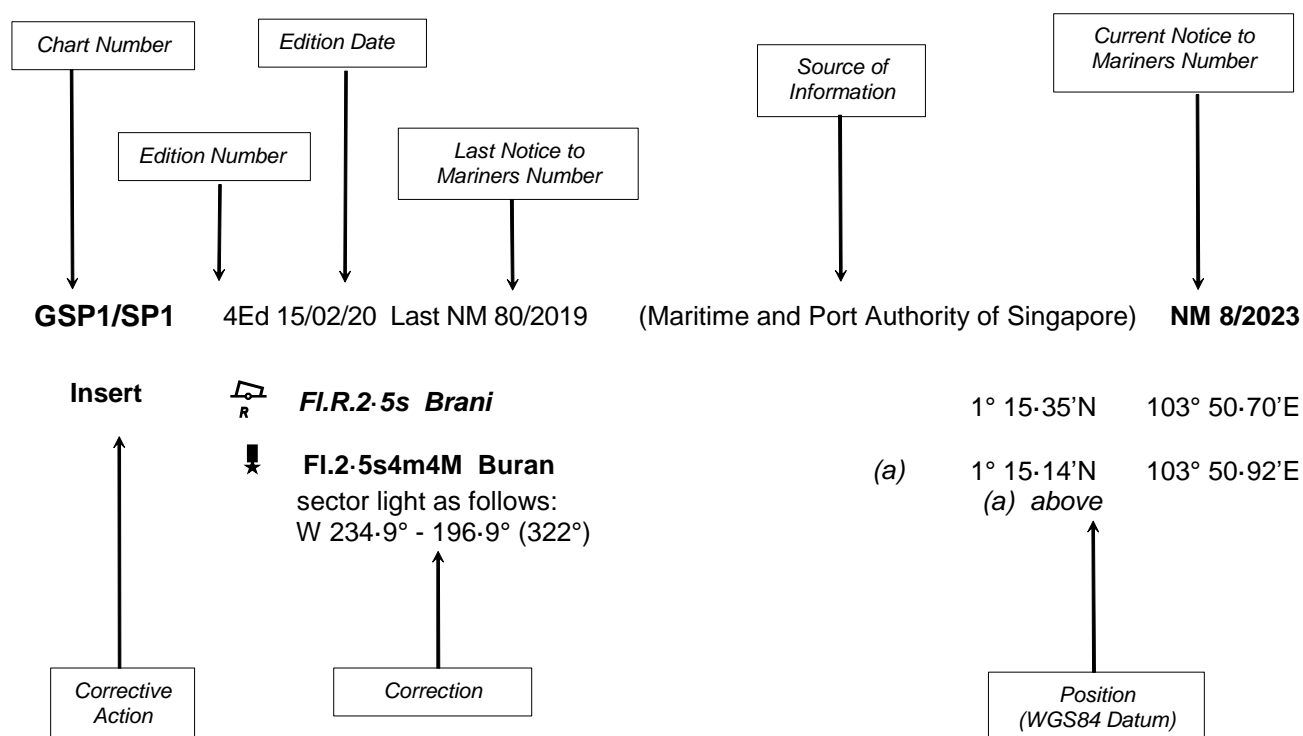 Chart Number
Edition Date
Source of
Information
Current Notice to
Mariners Number
Edition Number
Last Notice to
Mariners Number
GSP1/SP1 4Ed 15/02/20 Last NM 80/2019 (Maritime and Port Authority of Singapore) NM 8/2023
Insert R Fl.R.2·5s Brani 1° 15·35’N 103° 50·70’E
Fl.2·5s4m4M Buran (a) 1° 15·14’N 103° 50·92’E
sector light as follows: (a) above
W 234·9° - 196·9° (322°)
Corrective
Action
Correction
Position
(WGS84 Datum)